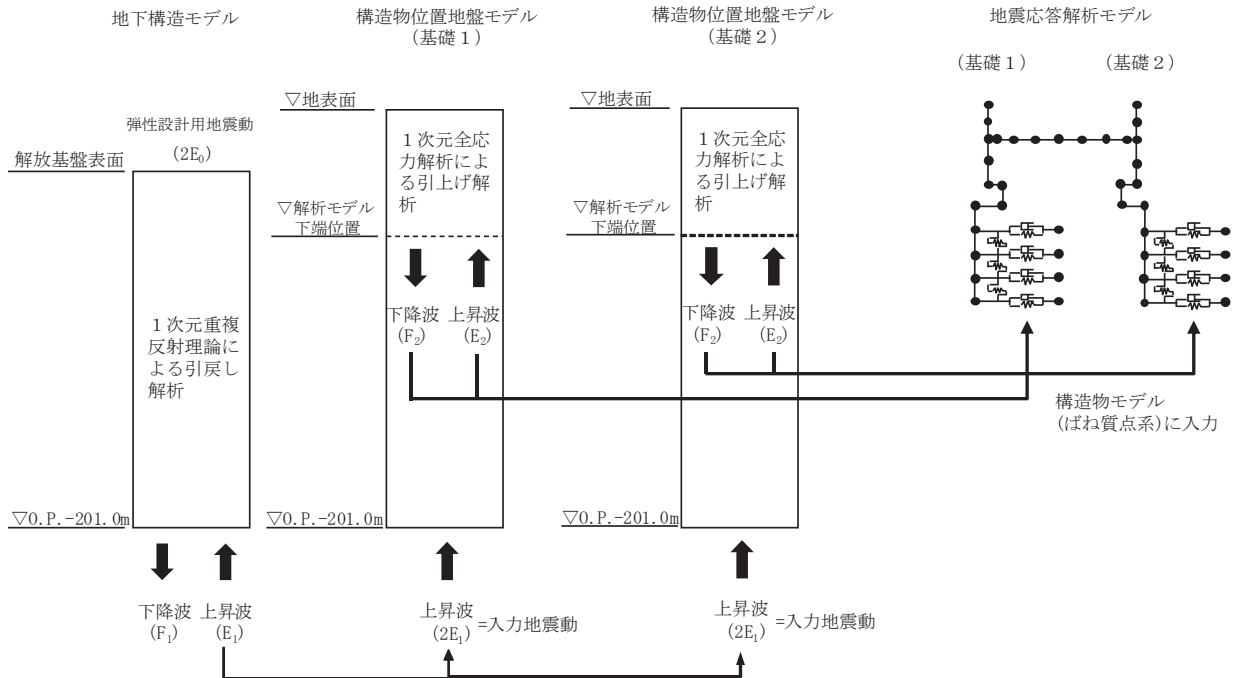 地下構造モデル
構造物位置地盤モデル
(基礎１)
構造物位置地盤モデル
(基礎２)
地震応答解析モデル
(基礎１)
(基礎２)
弾性設計用地震動
(2E₀)
解放基盤表面
１次元重複
反射理論に
よる引戻し
解析
▽O.P.-201.0m
下降波
(F₁)
上昇波
(E₁)
▽地表面
１次元全応
力解析によ
る引上げ解
析
▽解析モデル
下端位置
下降波
(F₂)
上昇波
(E₂)
▽O.P.-201.0m
上昇波
(2E₁)
=入力地震動
▽地表面
１次元全応
力解析によ
る引上げ解
析
▽解析モデル
下端位置
下降波
(F₂)
上昇波
(E₂)
▽O.P.-201.0m
上昇波
(2E₁)
=入力地震動
構造物モデル
(ばね質点系)に入力